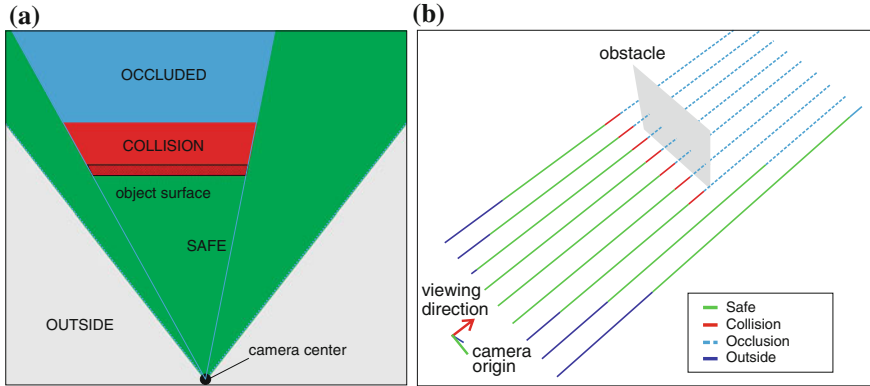 (a)
OCCLUDED
COLLISION
object surface
SAFE
OUTSIDE
camera center
(b)
obstacle
viewing
direction
camera
origin
Safe
Collision
Occlusion
Outside